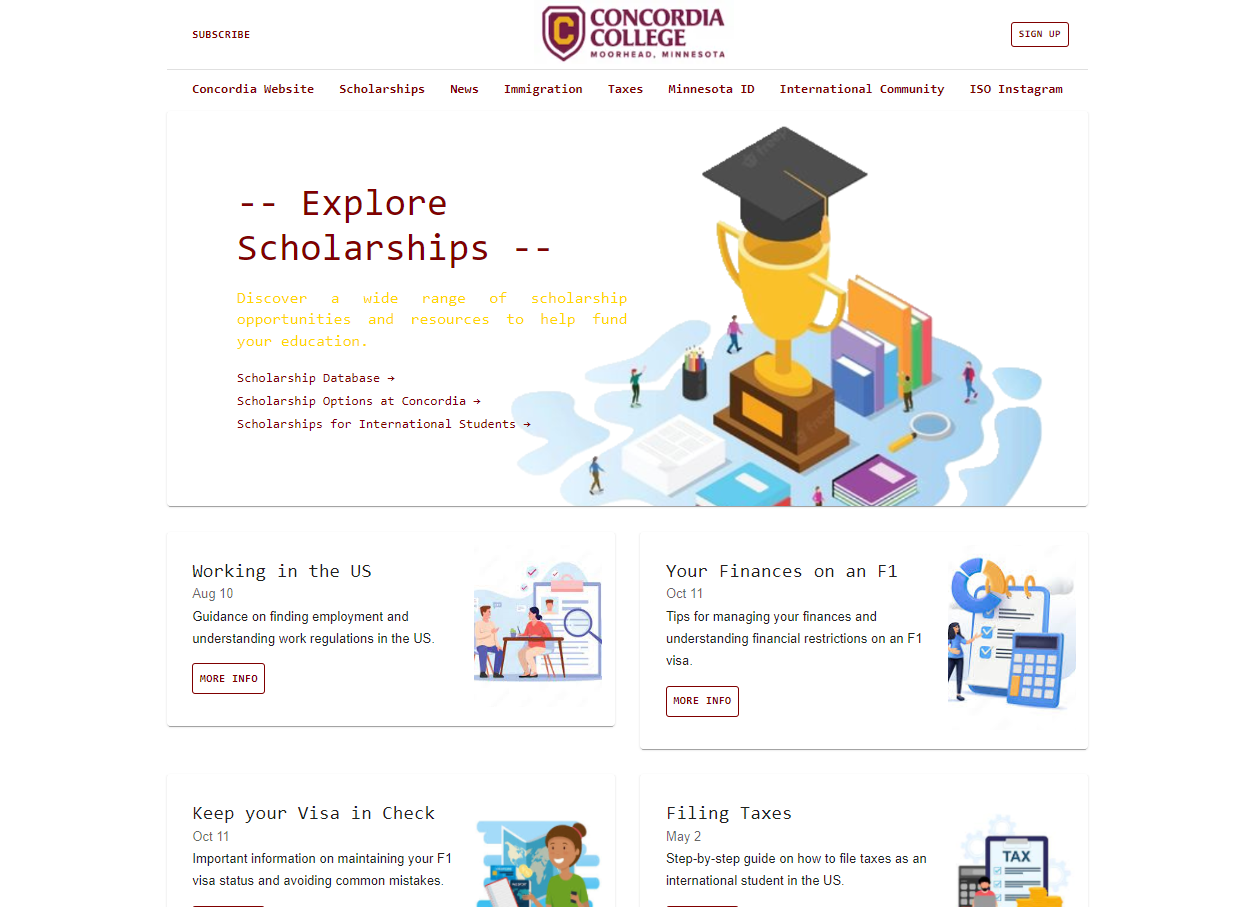 SUBSCRIBE
CONCORDIA
COLLEGE
MOORHEAD, MINNESOTA
SIGN UP
Concordia Website Scholarships News Immigration Taxes Minnesota ID International Community ISO Instagram
-- Explore
Scholarships --
Discover a wide range of scholarship
opportunities and resources to help fund
your education.
Scholarship Database →
Scholarship Options at Concordia →
Scholarships for International Students →
Working in the US
Aug 10
Guidance on finding employment and
understanding work regulations in the US.
MORE INFO
Your Finances on an F1
Oct 11
Tips for managing your finances and
understanding financial restrictions on an F1
visa.
MORE INFO
Keep your Visa in Check
Oct 11
Important information on maintaining your F1
visa status and avoiding common mistakes.
Filing Taxes
May 2
Step-by-step guide on how to file taxes as an
international student in the US.
TAX